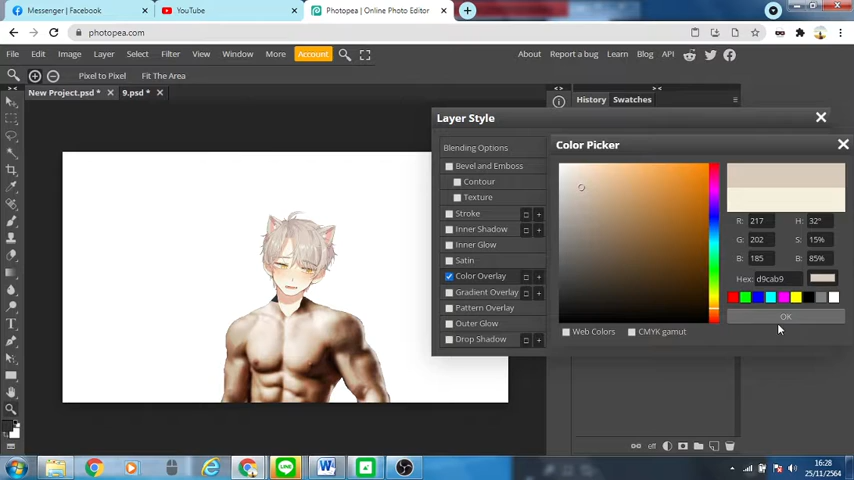 Messenger | Facebook
YouTube
Photopea | Online Photo Editor
photopea.com
File Edit Image Layer Select Filter View Window More Account
About Report a bug Learn Blog API
Pixel to Pixel Fit The Area
New Project.psd *
9.psd *
History Swatches
Layer Style
Color Picker
Blending Options
Bevel and Emboss
Contour
Texture
Stroke
Inner Shadow
Inner Glow
Satin
Color Overlay
Gradient Overlay
Pattern Overlay
Outer Glow
Drop Shadow
R: 217 H: 32°
G: 202 S: 15%
B: 185 B: 85%
Hex: d9cab9
OK
Web Colors CMYK gamut
eff
LINE
16:28
25/11/2564